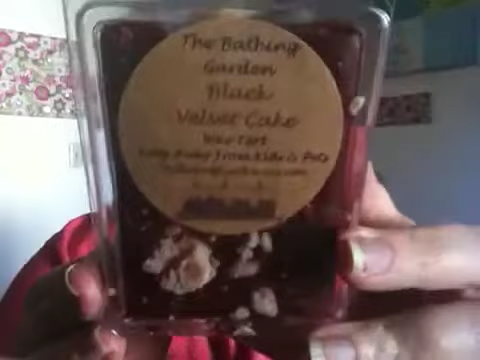 The Bathing
Garden
Black
Velvet Cake
Wax Tart
Keep Away from Kids & Pets